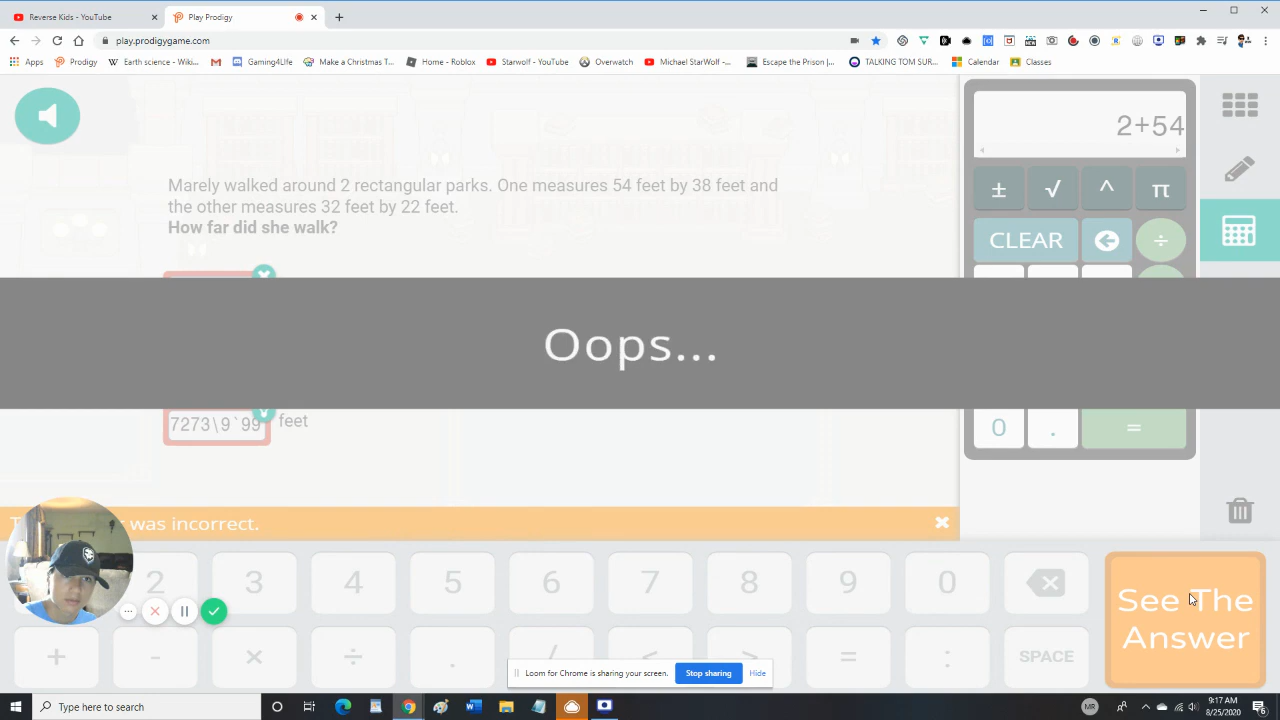 Reverse Kids - YouTube
Play Prodigy
play.prodigygame.com
Apps
Prodigy
Earth science - Wiki...
Gaming4LIfe
Make a Christmas T...
Home - Roblox
Starwolf - YouTube
Overwatch
Michael StarWolf -...
Escape the Prison |...
TALKING TOM SUR...
Calendar
Classes
2+54
Marely walked around 2 rectangular parks. One measures 54 feet by 38 feet and
the other measures 32 feet by 22 feet.
How far did she walk?
± √ ^ π
CLEAR ÷
Oops...
7273\9`99 feet
0 . =
was incorrect.
2 3 4 5 6 7 8 9 0
See The
Answer
+ - × ÷ . / < > = : SPACE
Loom for Chrome is sharing your screen.
Stop sharing
Hide
Type here to search
MR
9:17 AM
8/25/2020